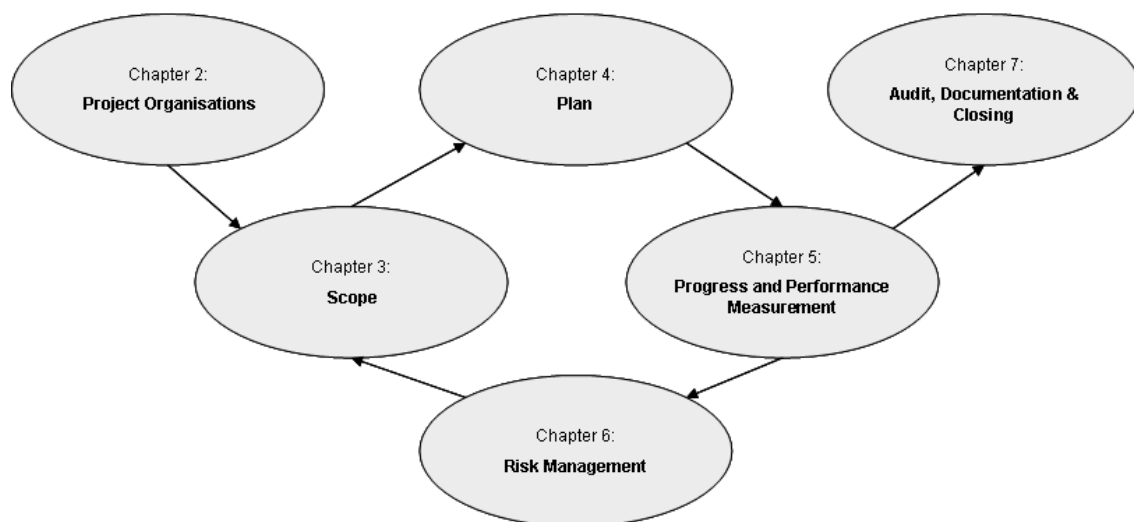 Chapter 2:
Project Organisations
Chapter 4:
Plan
Chapter 7:
Audit, Documentation &
Closing
Chapter 3:
Scope
Chapter 5:
Progress and Performance
Measurement
Chapter 6:
Risk Management